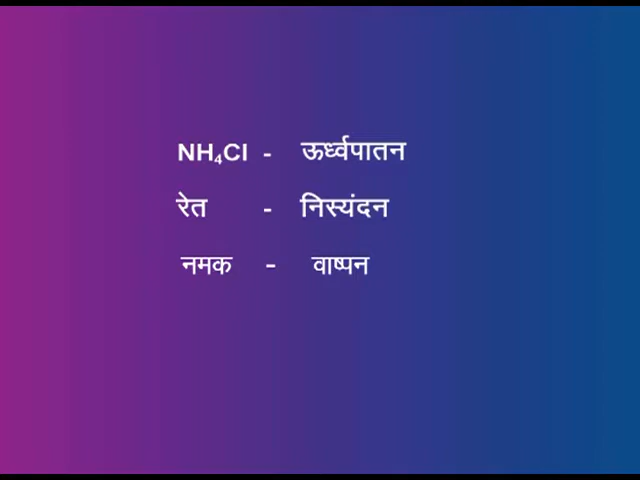 NH₄Cl - ऊर्ध्वपातन
रेत - निस्यंदन
नमक - वाष्पन